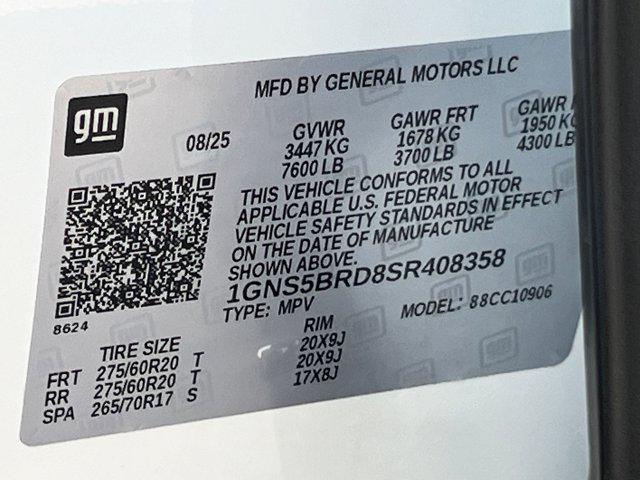 MFD BY GENERAL MOTORS LLC
gm
08/25
GVWR
3447 KG
7600 LB
GAWR FRT
1678 KG
3700 LB
GAWR
1950 KG
4300 LB
THIS VEHICLE CONFORMS TO ALL
APPLICABLE U.S. FEDERAL MOTOR
VEHICLE SAFETY STANDARDS IN EFFECT
ON THE DATE OF MANUFACTURE
SHOWN ABOVE.
1GNS5BRD8SR408358
TYPE: MPV
MODEL: 88CC10906
8624
TIRE SIZE
RIM
FRT 275/60R20 T 20X9J
RR 275/60R20 T 20X9J
SPA 265/70R17 S 17X8J